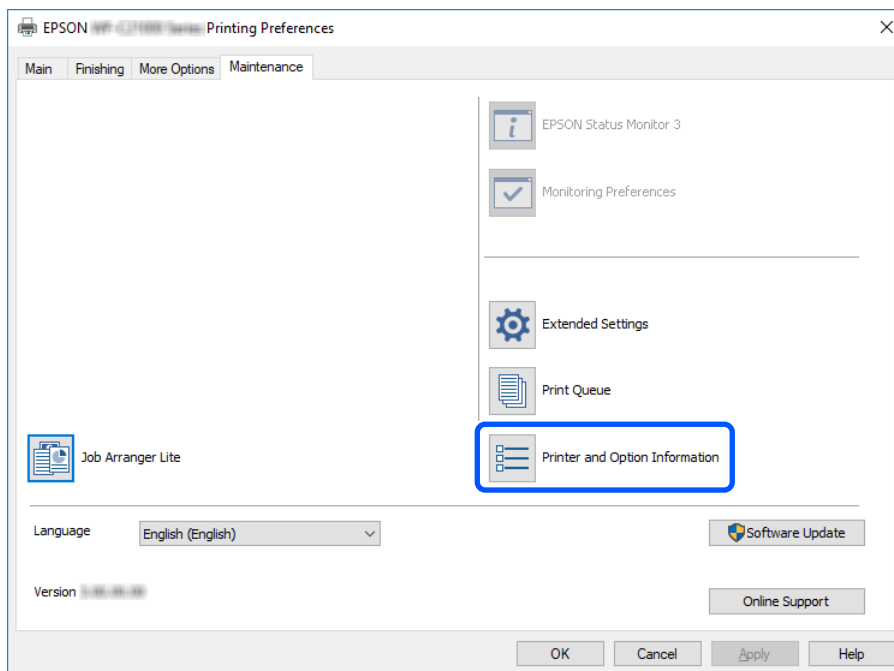 EPSON Printing Preferences
Main Finishing More Options Maintenance
EPSON Status Monitor 3
Monitoring Preferences
Extended Settings
Print Queue
Job Arranger Lite
Printer and Option Information
Language English (English)
Software Update
Version
Online Support
OK Cancel Apply Help